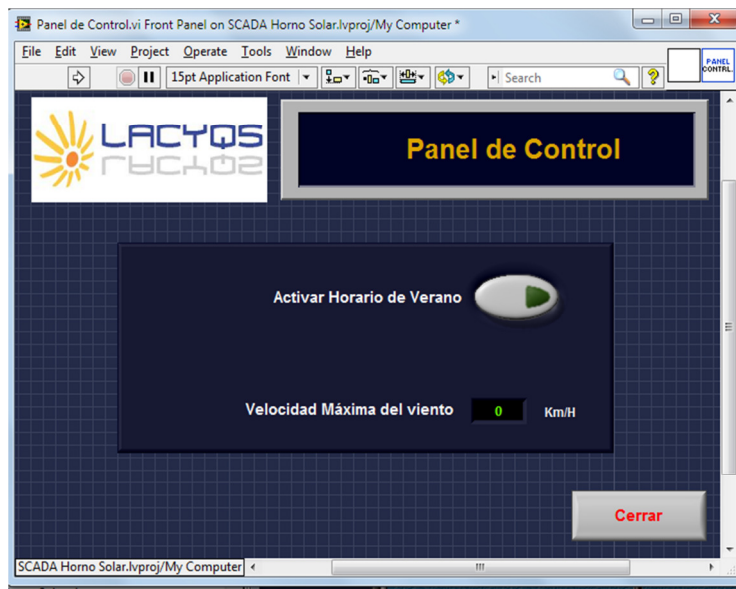 Panel de Control.vi Front Panel on SCADA Horno Solar.lvproj/My Computer *
File Edit View Project Operate Tools Window Help
15pt Application Font
Search
PANEL
CONTRL.
LACYQS
Panel de Control
Activar Horario de Verano
Velocidad Máxima del viento 0 Km/H
Cerrar
SCADA Horno Solar.lvproj/My Computer